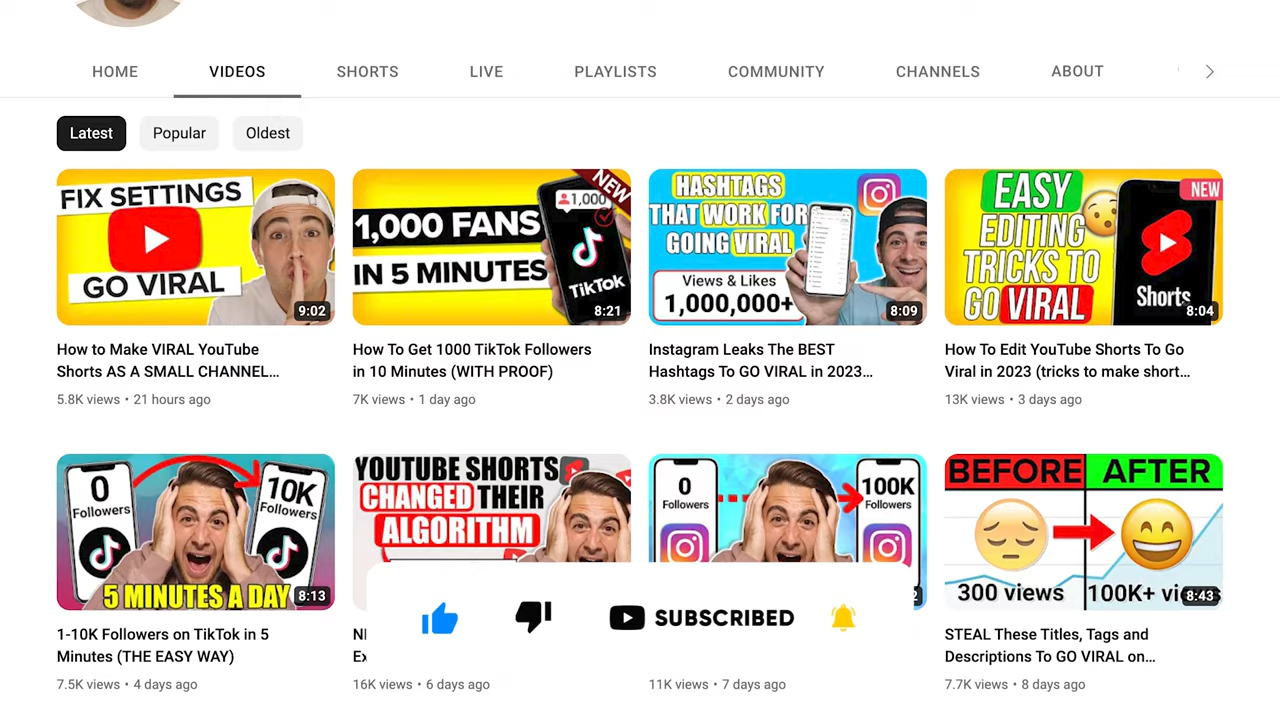 HOME VIDEOS SHORTS LIVE PLAYLISTS COMMUNITY CHANNELS ABOUT
Latest Popular Oldest
FIX SETTINGS
GO VIRAL
9:02
NEW
1,000
1,000 FANS
IN 5 MINUTES
TikTok
8:21
HASHTAGS
THAT WORK FOR
GOING VIRAL
Views & Likes
1,000,000+
8:09
EASY
EDITING
TRICKS TO
GO VIRAL
NEW
Shorts
8:04
How to Make VIRAL YouTube
Shorts AS A SMALL CHANNEL...
5.8K views • 21 hours ago
How To Get 1000 TikTok Followers
in 10 Minutes (WITH PROOF)
7K views • 1 day ago
Instagram Leaks The BEST
Hashtags To GO VIRAL in 2023...
3.8K views • 2 days ago
How To Edit YouTube Shorts To Go
Viral in 2023 (tricks to make short...
13K views • 3 days ago
0
Followers
10K
Followers
5 MINUTES A DAY
8:13
YOUTUBE SHORTS
CHANGED THEIR
ALGORITHM
0
Followers
100K
Followers
BEFORE AFTER
300 views
100K+
8:43
SUBSCRIBED
1-10K Followers on TikTok in 5
Minutes (THE EASY WAY)
7.5K views • 4 days ago
16K views • 6 days ago
11K views • 7 days ago
STEAL These Titles, Tags and
Descriptions To GO VIRAL on...
7.7K views • 8 days ago